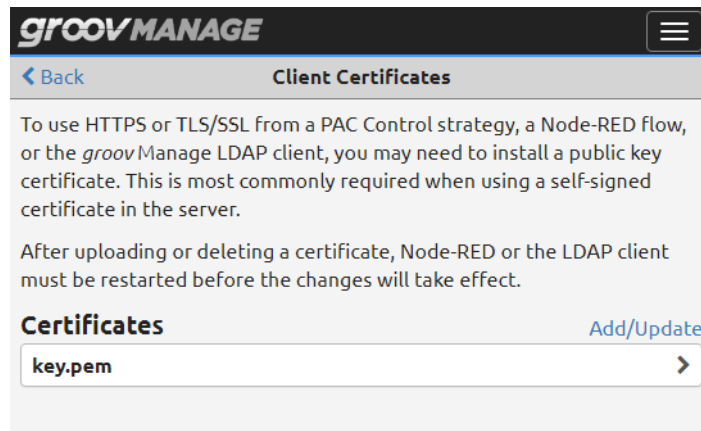 groov MANAGE
Back
Client Certificates
To use HTTPS or TLS/SSL from a PAC Control strategy, a Node-RED flow,
or the groov Manage LDAP client, you may need to install a public key
certificate. This is most commonly required when using a self-signed
certificate in the server.
After uploading or deleting a certificate, Node-RED or the LDAP client
must be restarted before the changes will take effect.
Certificates
Add/Update
key.pem